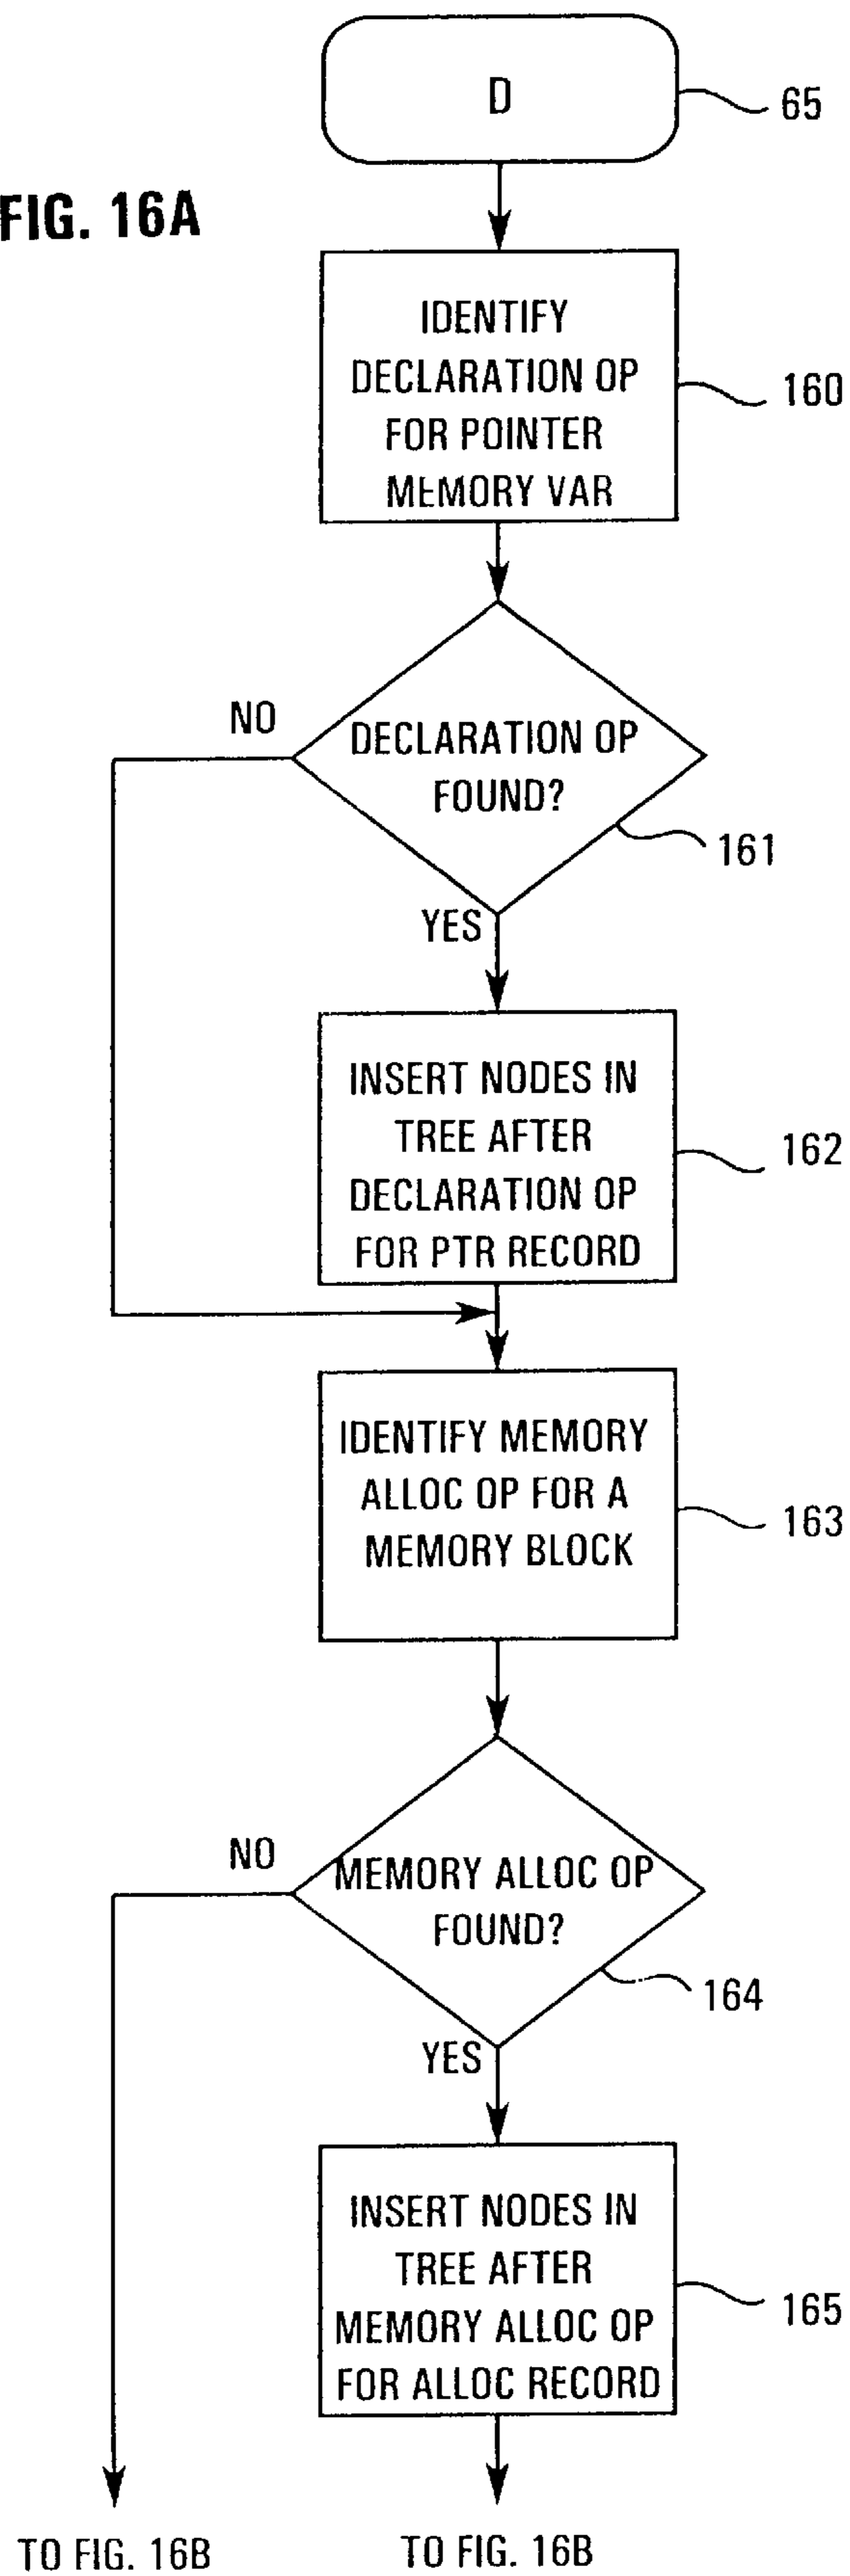 D
65
FIG. 16A
IDENTIFY
DECLARATION OP
FOR POINTER
MEMORY VAR
160
NO
DECLARATION OP
FOUND?
161
YES
INSERT NODES IN
TREE AFTER
DECLARATION OP
FOR PTR RECORD
162
IDENTIFY MEMORY
ALLOC OP FOR A
MEMORY BLOCK
163
NO
MEMORY ALLOC OP
FOUND?
164
YES
INSERT NODES IN
TREE AFTER
MEMORY ALLOC OP
FOR ALLOC RECORD
165
TO FIG. 16B
TO FIG. 16B